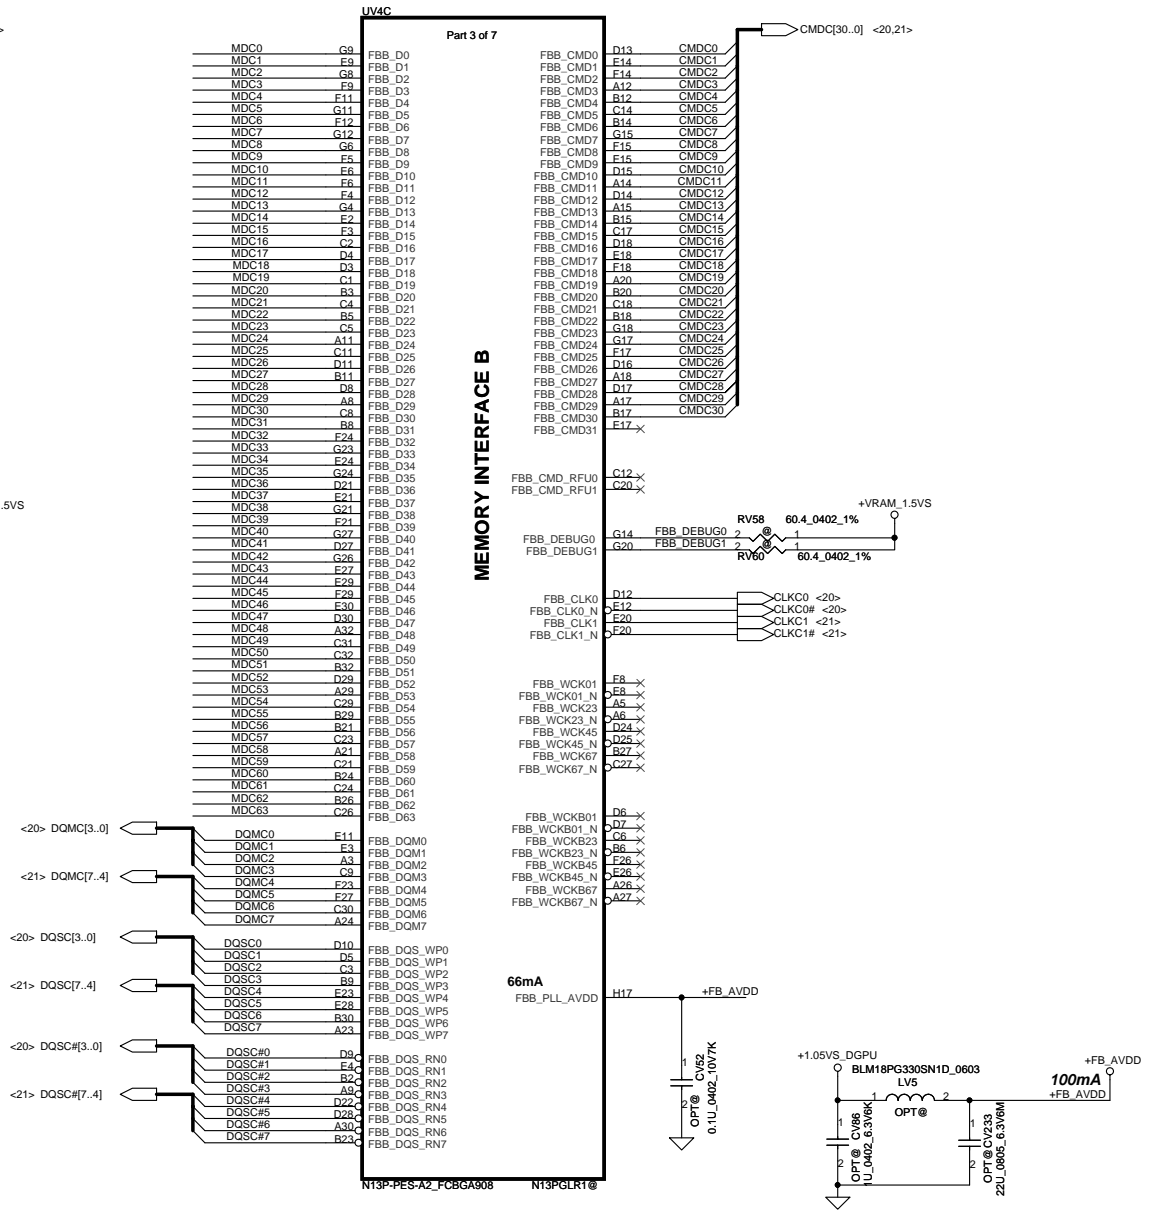 UV4C
Part 3 of 7
CMDC[30..0] <20,21>
MDC0 G9 FBB_D0 FBB_CMD0 D13 CMDC0
MDC1 E9 FBB_D1 FBB_CMD1 E14 CMDC1
MDC2 G8 FBB_D2 FBB_CMD2 F14 CMDC2
MDC3 F9 FBB_D3 FBB_CMD3 A12 CMDC3
MDC4 F11 FBB_D4 FBB_CMD4 B12 CMDC4
MDC5 G11 FBB_D5 FBB_CMD5 C14 CMDC5
MDC6 F12 FBB_D6 FBB_CMD6 B14 CMDC6
MDC7 G12 FBB_D7 FBB_CMD7 G15 CMDC7
MDC8 G6 FBB_D8 FBB_CMD8 F15 CMDC8
MDC9 F5 FBB_D9 FBB_CMD9 E15 CMDC9
MDC10 E6 FBB_D10 FBB_CMD10 D15 CMDC10
MDC11 F6 FBB_D11 FBB_CMD11 A14 CMDC11
MDC12 F4 FBB_D12 FBB_CMD12 D14 CMDC12
MDC13 G4 FBB_D13 FBB_CMD13 A15 CMDC13
MDC14 E2 FBB_D14 FBB_CMD14 B15 CMDC14
MDC15 F3 FBB_D15 FBB_CMD15 C17 CMDC15
MDC16 C2 FBB_D16 FBB_CMD16 D18 CMDC16
MDC17 D4 FBB_D17 FBB_CMD17 E18 CMDC17
MDC18 D3 FBB_D18 FBB_CMD18 F18 CMDC18
MDC19 C1 FBB_D19 FBB_CMD19 A20 CMDC19
MDC20 B3 FBB_D20 FBB_CMD20 B20 CMDC20
MDC21 C4 FBB_D21 FBB_CMD21 C18 CMDC21
MDC22 B5 FBB_D22 FBB_CMD22 B18 CMDC22
MDC23 C5 FBB_D23 FBB_CMD23 G18 CMDC23
MDC24 A11 FBB_D24 FBB_CMD24 G17 CMDC24
MDC25 C11 FBB_D25 FBB_CMD25 F17 CMDC25
MDC26 D11 FBB_D26 FBB_CMD26 D16 CMDC26
MDC27 B11 FBB_D27 FBB_CMD27 A18 CMDC27
MDC28 D8 FBB_D28 FBB_CMD28 D17 CMDC28
MDC29 A8 FBB_D29 FBB_CMD29 A17 CMDC29
MDC30 C8 FBB_D30 FBB_CMD30 B17 CMDC30
MDC31 B8 FBB_D31 FBB_CMD31 E17
MDC32 F24 FBB_D32
MDC33 G23 FBB_D33
MDC34 E24 FBB_D34
MDC35 G24 FBB_D35 FBB_CMD_RFU0 C12
MDC36 D21 FBB_D36 FBB_CMD_RFU1 C20
MDC37 E21 FBB_D37
MDC38 G21 FBB_D38
MDC39 F21 FBB_D39
MDC40 G27 FBB_D40 FBB_DEBUG0 G14 FBB_DEBUG0 2 1
MDC41 D27 FBB_D41 FBB_DEBUG1 G20 FBB_DEBUG1 2 1
MDC42 G26 FBB_D42
MDC43 E27 FBB_D43
MDC44 E29 FBB_D44
MDC45 F29 FBB_D45 FBB_CLK0 D12 CLKC0 <20>
MDC46 E30 FBB_D46 FBB_CLK0_N E12 CLKC0# <20>
MDC47 D30 FBB_D47 FBB_CLK1 E20 CLKC1 <21>
MDC48 A32 FBB_D48 FBB_CLK1_N F20 CLKC1# <21>
MDC49 C31 FBB_D49
MDC50 C32 FBB_D50
MDC51 B32 FBB_D51
MDC52 D29 FBB_D52 FBB_WCK01 F8
MDC53 A29 FBB_D53 FBB_WCK01_N E8
MDC54 C29 FBB_D54 FBB_WCK23 A5
MDC55 B29 FBB_D55 FBB_WCK23_N A6
MDC56 B21 FBB_D56 FBB_WCK45 D24
MDC57 C23 FBB_D57 FBB_WCK45_N D25
MDC58 A21 FBB_D58 FBB_WCK67 B27
MDC59 C21 FBB_D59 FBB_WCK67_N C27
MDC60 B24 FBB_D60
MDC61 C24 FBB_D61
MDC62 B26 FBB_D62
MDC63 C26 FBB_D63 FBB_WCKB01 D6
FBB_WCKB01_N D7
FBB_WCKB23 C6
FBB_WCKB23_N B6
FBB_WCKB45 F26
FBB_WCKB45_N E26
FBB_WCKB67 A26
FBB_WCKB67_N A27
MEMORY INTERFACE B
.5VS
+VRAM_1.5VS
RV58 @ 60.4_0402_1%
RV60 @ 60.4_0402_1%
<20> DQMC[3..0]
<21> DQMC[7..4]
DQMC0 E11 FBB_DQM0
DQMC1 E3 FBB_DQM1
DQMC2 A3 FBB_DQM2
DQMC3 C9 FBB_DQM3
DQMC4 F23 FBB_DQM4
DQMC5 F27 FBB_DQM5
DQMC6 C30 FBB_DQM6
DQMC7 A24 FBB_DQM7
<20> DQSC[3..0]
<21> DQSC[7..4]
DQSC0 D10 FBB_DQS_WP0
DQSC1 D5 FBB_DQS_WP1
DQSC2 C3 FBB_DQS_WP2
DQSC3 B9 FBB_DQS_WP3
DQSC4 E23 FBB_DQS_WP4
DQSC5 E28 FBB_DQS_WP5
DQSC6 B30 FBB_DQS_WP6
DQSC7 A23 FBB_DQS_WP7
<20> DQSC#[3..0]
<21> DQSC#[7..4]
DQSC#0 D9 FBB_DQS_RN0
DQSC#1 E4 FBB_DQS_RN1
DQSC#2 B2 FBB_DQS_RN2
DQSC#3 A9 FBB_DQS_RN3
DQSC#4 D22 FBB_DQS_RN4
DQSC#5 D28 FBB_DQS_RN5
DQSC#6 A30 FBB_DQS_RN6
DQSC#7 B23 FBB_DQS_RN7
66mA
FBB_PLL_AVDD H17 +FB_AVDD
1 2
OPT@ CV52
0.1U_0402_10V7K
+1.05VS_DGPU
BLM18PG330SN1D_0603
LV5
1 2
OPT@
+FB_AVDD
100mA
+FB_AVDD
1 2
OPT@ CV86
1U_0402_6.3V6K
1 2
OPT@CV233
22U_0805_6.3V6M
N13P-PES-A2_FCBGA908 N13PGLR1@